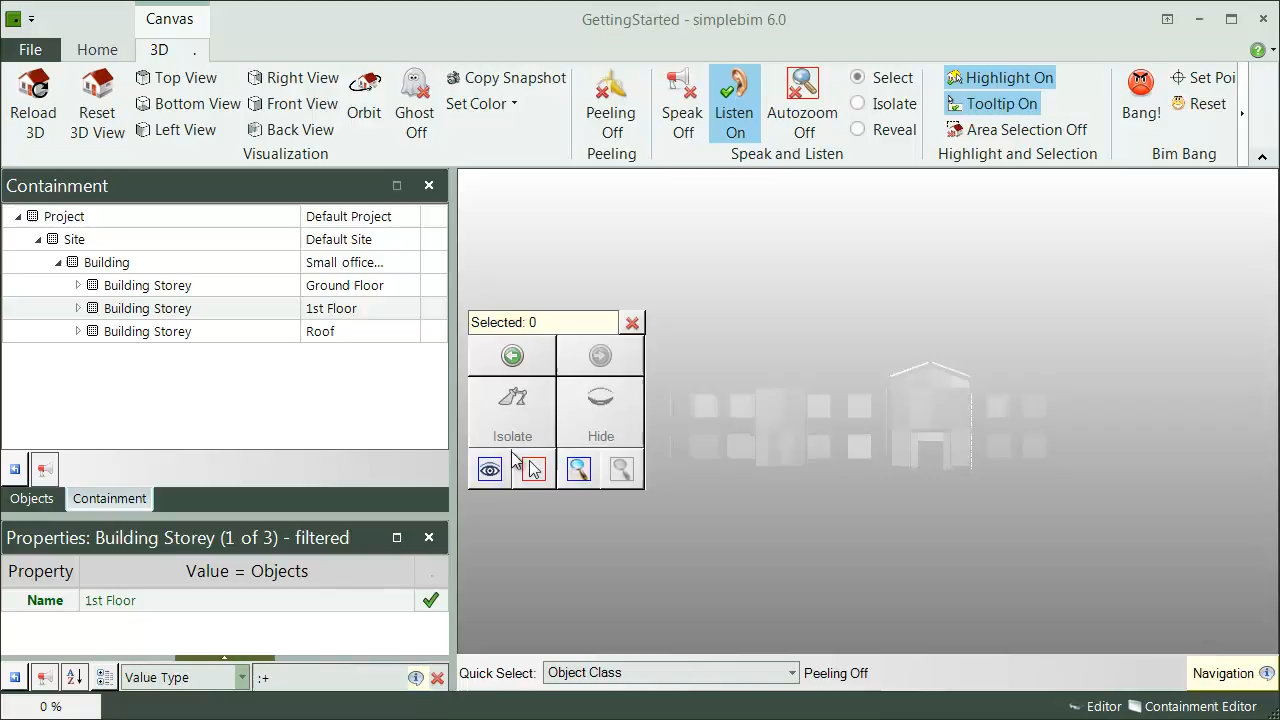 Canvas
GettingStarted - simplebim 6.0
File
Home
3D
Reload 3D
Reset 3D View
Top View
Bottom View
Left View
Right View
Front View
Back View
Orbit
Ghost Off
Copy Snapshot
Set Color
Visualization
Peeling Off
Peeling
Speak Off
Listen On
Autozoom Off
Select
Isolate
Reveal
Speak and Listen
Highlight On
Tooltip On
Area Selection Off
Highlight and Selection
Bang!
Set Poi
Reset
Bim Bang
Containment
Project Default Project
Site Default Site
Building Small office...
Building Storey Ground Floor
Building Storey 1st Floor
Building Storey Roof
Objects
Containment
Properties: Building Storey (1 of 3) - filtered
Property Value = Objects
Name 1st Floor
Value Type
:+
Selected: 0
Isolate
Hide
Quick Select: Object Class
Peeling Off
Navigation
0 %
Editor
Containment Editor